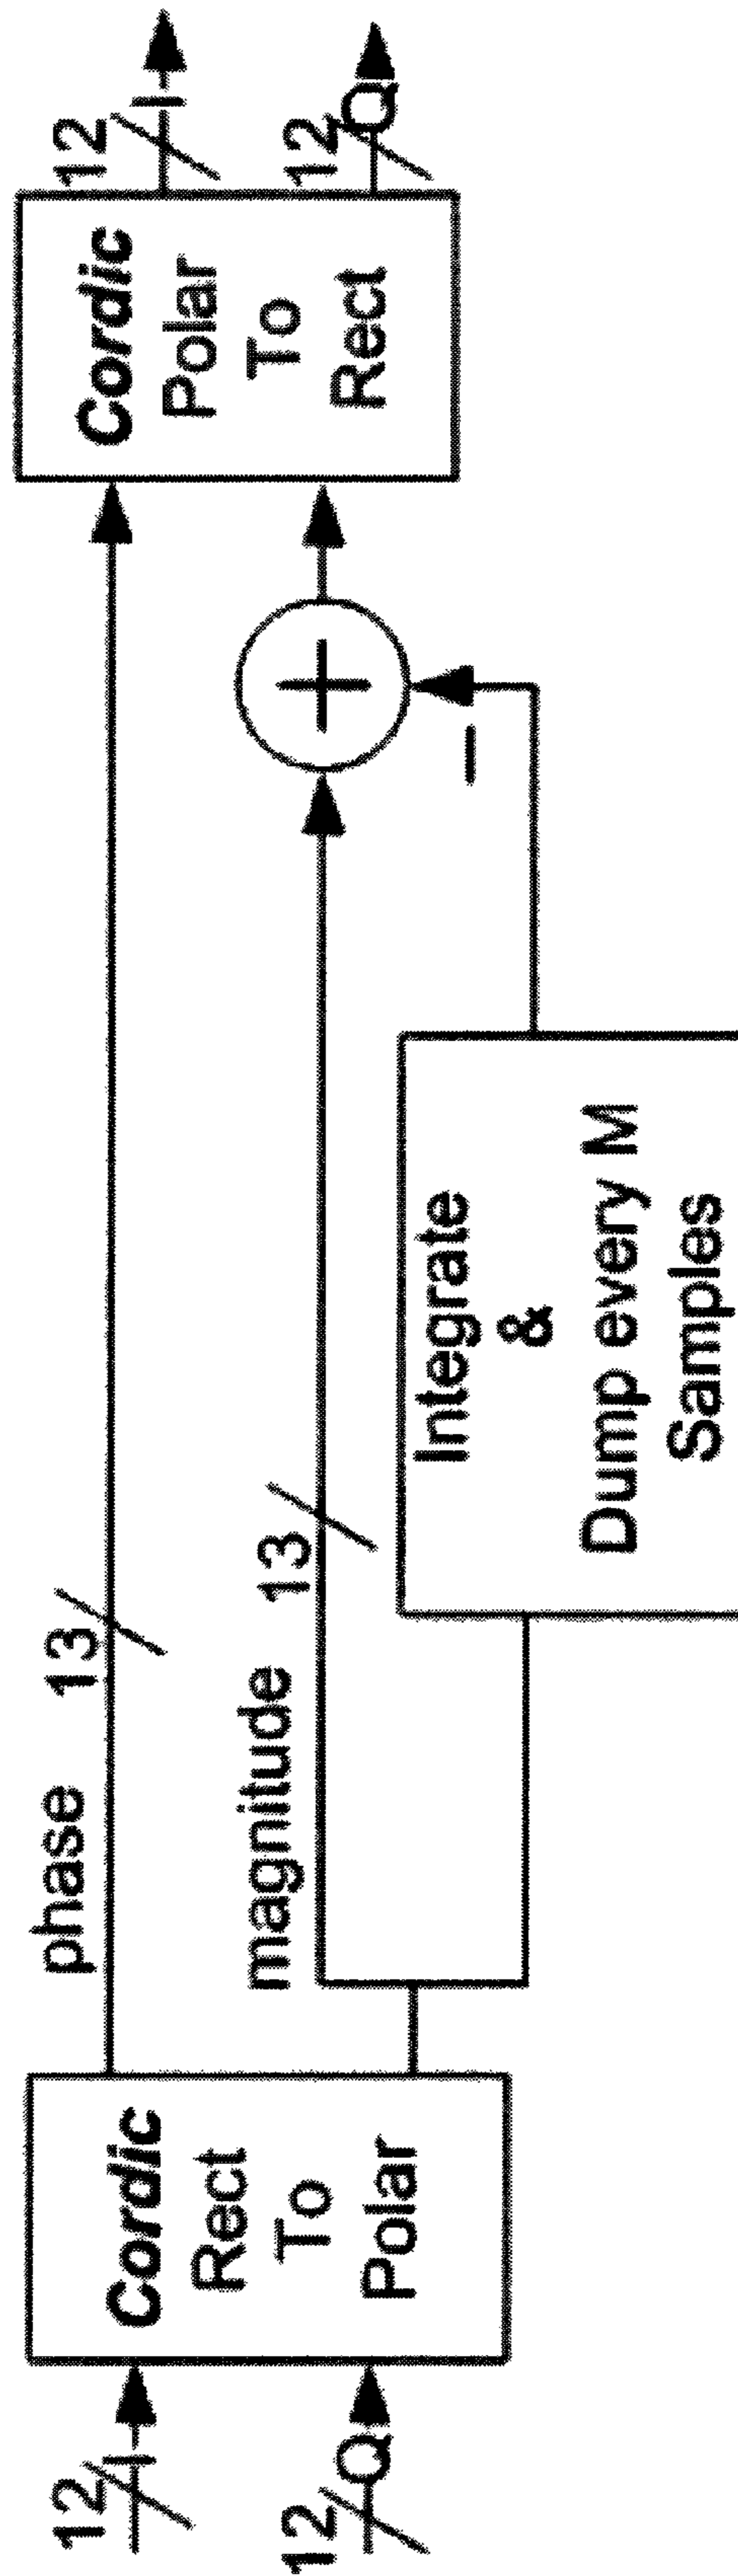 12
I
12
Q
Cordic
Rect
To
Polar
phase
13
magnitude
13
Integrate
&
Dump every M
Samples
+
−
Cordic
Polar
To
Rect
12
I
12
Q